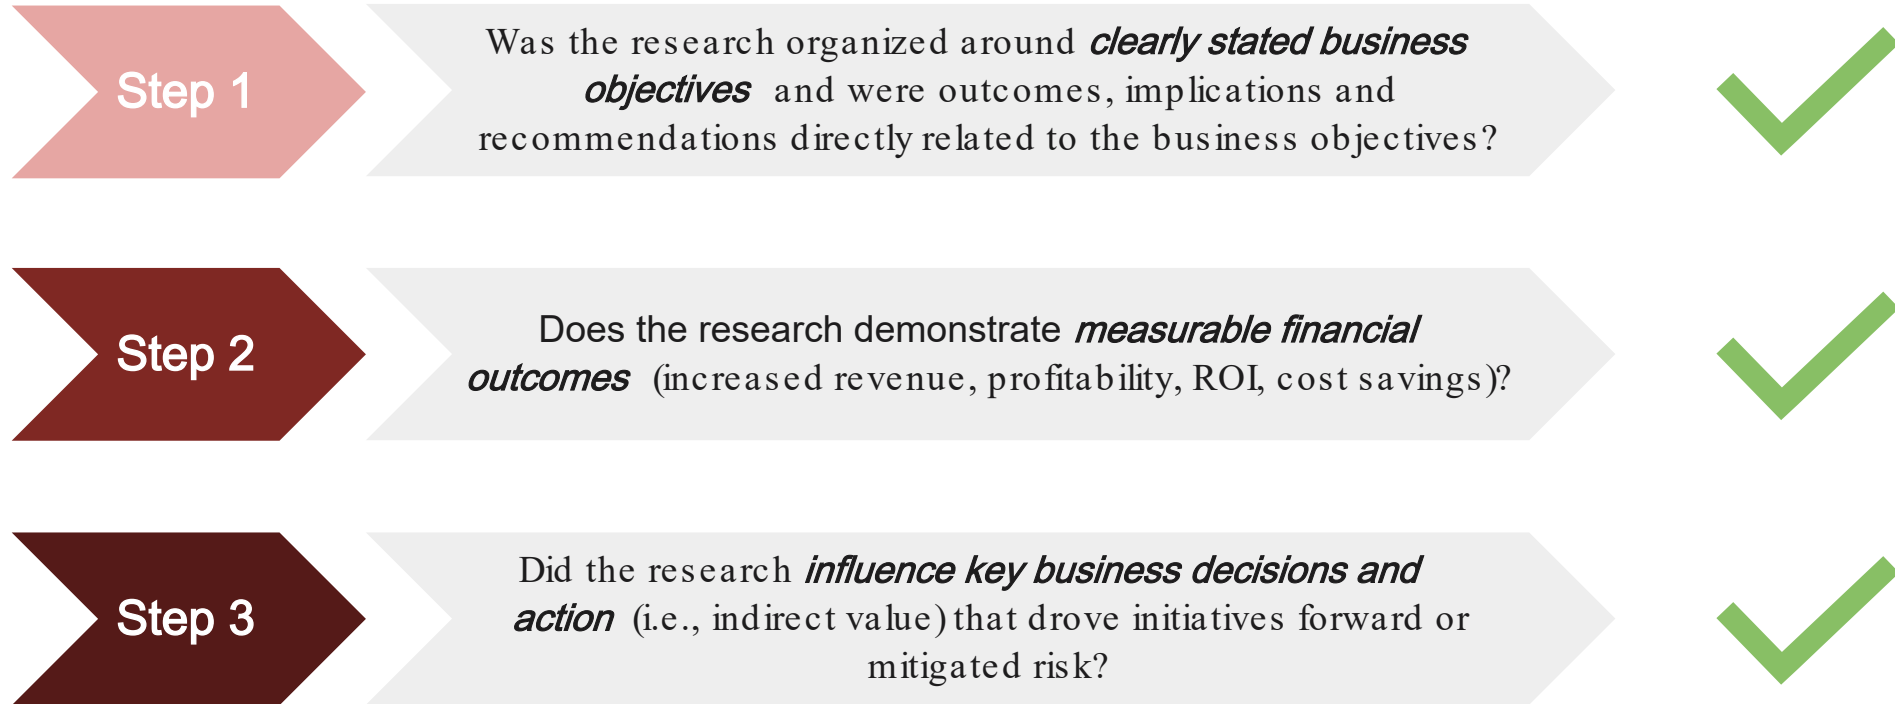 Step 1
Was the research organized around clearly stated business
objectives and were outcomes, implications and
recommendations directly related to the business objectives?
Step 2
Does the research demonstrate measurable financial
outcomes (increased revenue, profitability, ROI, cost savings)?
Step 3
Did the research influence key business decisions and
action (i.e., indirect value) that drove initiatives forward or
mitigated risk?